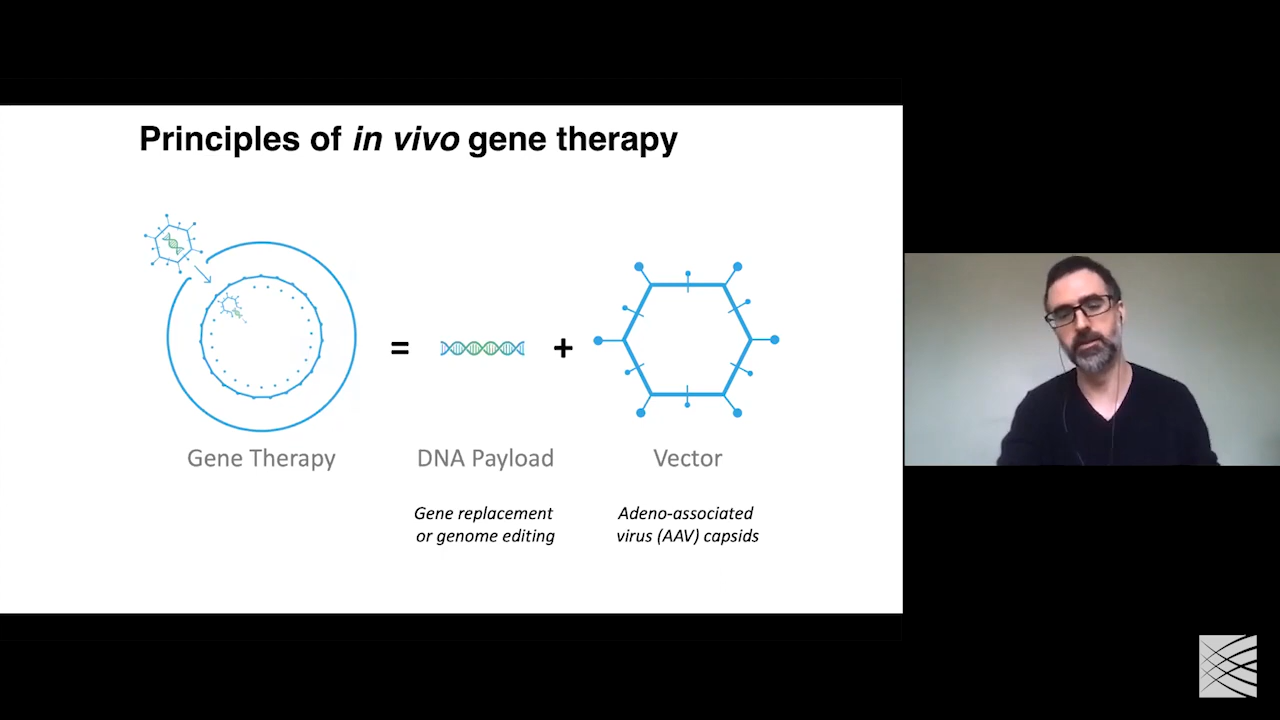 Principles of in vivo gene therapy
=
+
Gene Therapy
DNA Payload
Vector
Gene replacement
or genome editing
Adeno-associated
virus (AAV) capsids